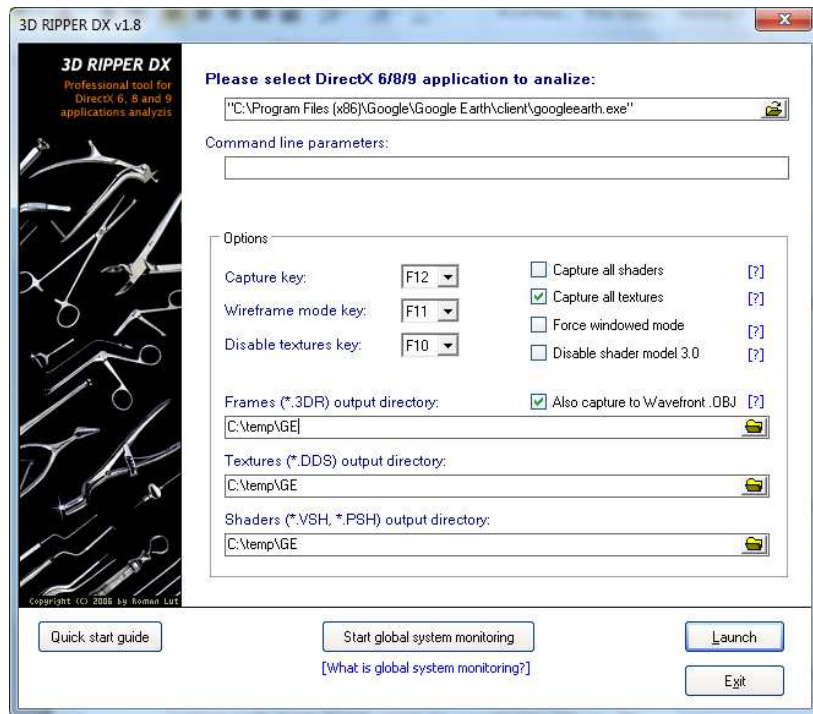 3D RIPPER DX v1.8
3D RIPPER DX
Professional tool for
DirectX 6, 8 and 9
applications analyzis
Please select DirectX 6/8/9 application to analize:
"C:\Program Files (x86)\Google\Google Earth\client\googleearth.exe"
Command line parameters:
Options
Capture key:
F12
Wireframe mode key:
F11
Disable textures key:
F10
Capture all shaders
[?]
Capture all textures
[?]
Force windowed mode
[?]
Disable shader model 3.0
[?]
Frames (*.3DR) output directory:
Also capture to Wavefront .OBJ
[?]
C:\temp\GE
Textures (*.DDS) output directory:
C:\temp\GE
Shaders (*.VSH, *.PSH) output directory:
C:\temp\GE
Copyright (C) 2006 by Roman Lut
Quick start guide
Start global system monitoring
Launch
[What is global system monitoring?]
Exit